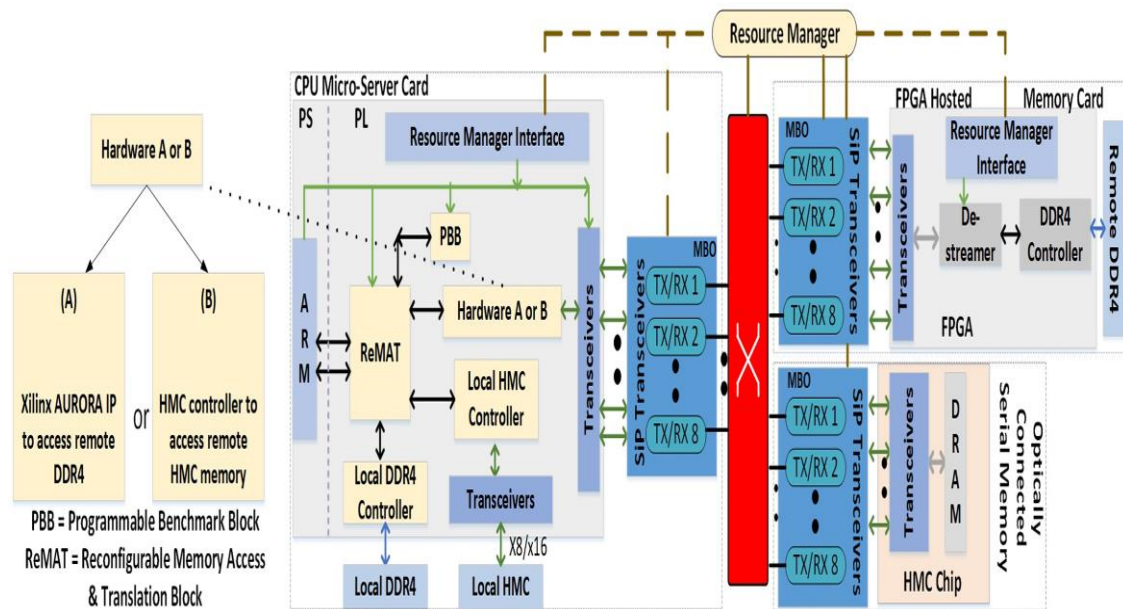 Resource Manager
CPU Micro-Server Card
PS
PL
Resource Manager Interface
Hardware A or B
(A)
Xilinx AURORA IP
to access remote
DDR4
or
(B)
HMC controller to
access remote
HMC memory
PBB = Programmable Benchmark Block
ReMAT = Reconfigurable Memory Access
& Translation Block
ARM
PBB
ReMAT
Hardware A or B
Local HMC
Controller
Local DDR4
Controller
Transceivers
X8/x16
Local DDR4
Local HMC
Transceivers
MBO
SiP Transceivers
TX/RX 1
TX/RX 2
TX/RX 8
MBO
TX/RX 1
TX/RX 2
TX/RX 8
SiP Transceivers
FPGA Hosted
Memory Card
Transceivers
Resource Manager
Interface
De-
streamer
DDR4
Controller
FPGA
Remote DDR4
MBO
TX/RX 1
TX/RX 2
TX/RX 8
SiP Transceivers
Transceivers
DRAM
HMC Chip
Optically
Connected
Serial Memory